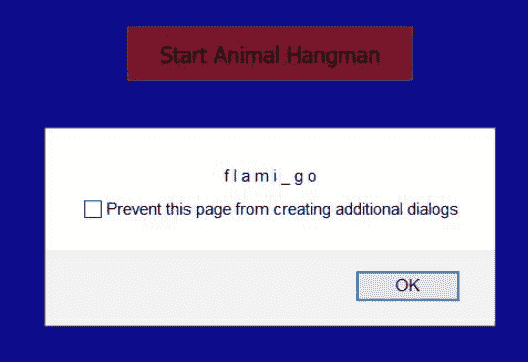 Start Animal Hangman
f l a m i _ g o
Prevent this page from creating additional dialogs
OK